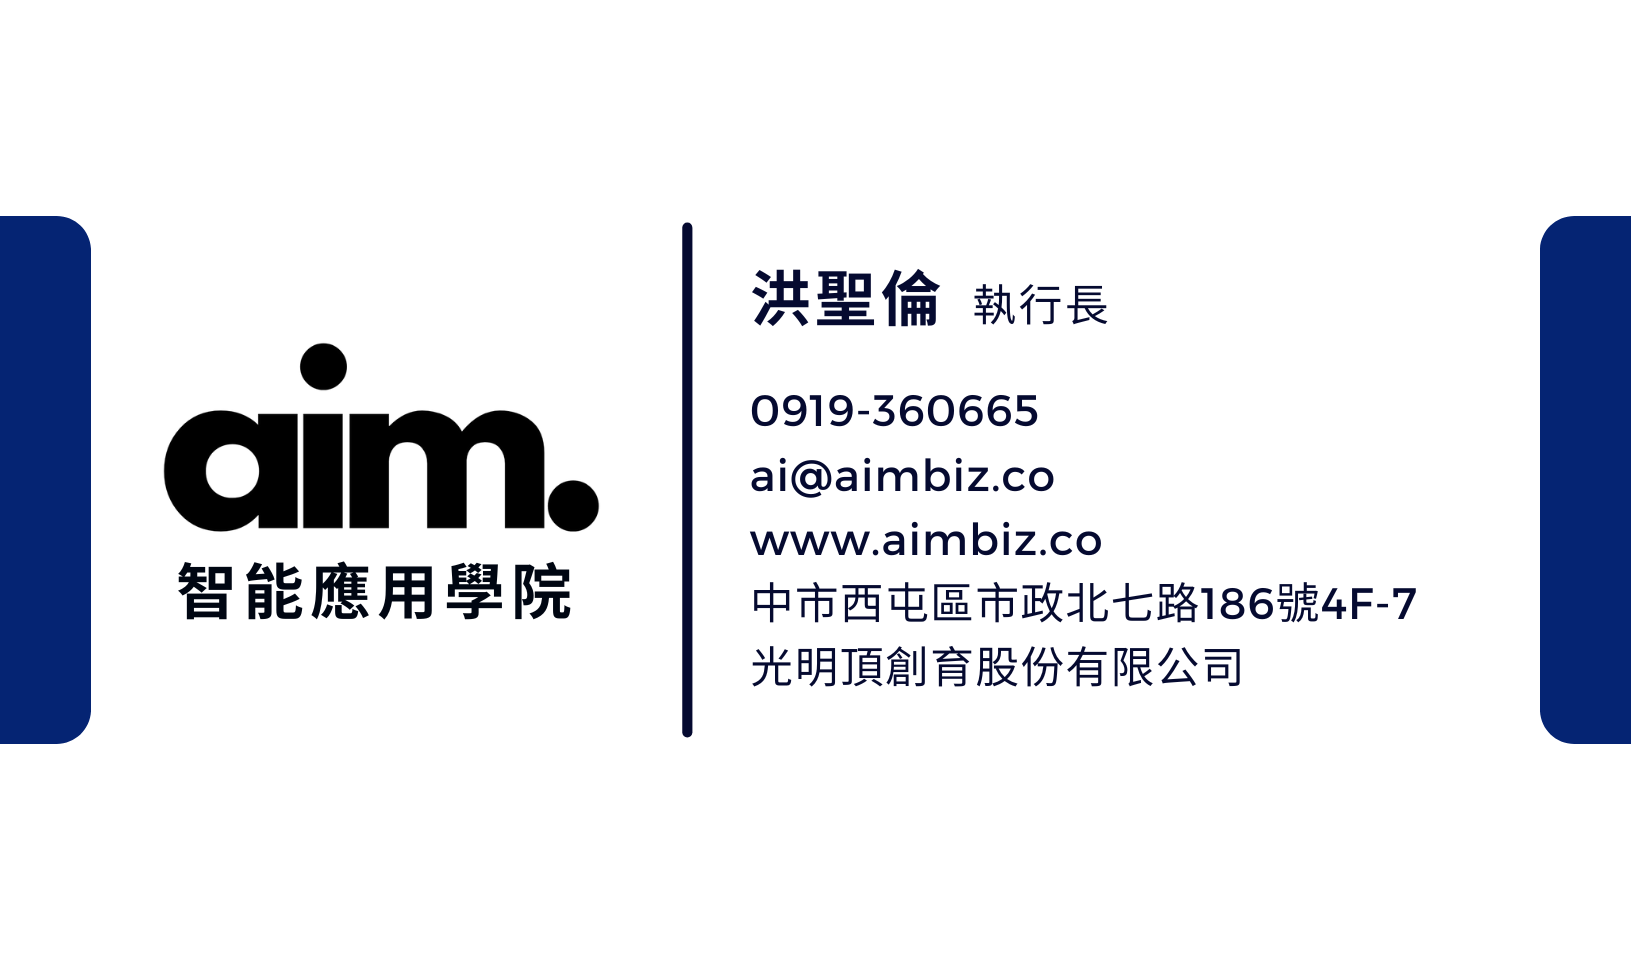 aim.
智能應用學院
洪聖倫 執行長
0919-360665
ai@aimbiz.co
www.aimbiz.co
中市西屯區市政北七路186號4F-7
光明頂創育股份有限公司